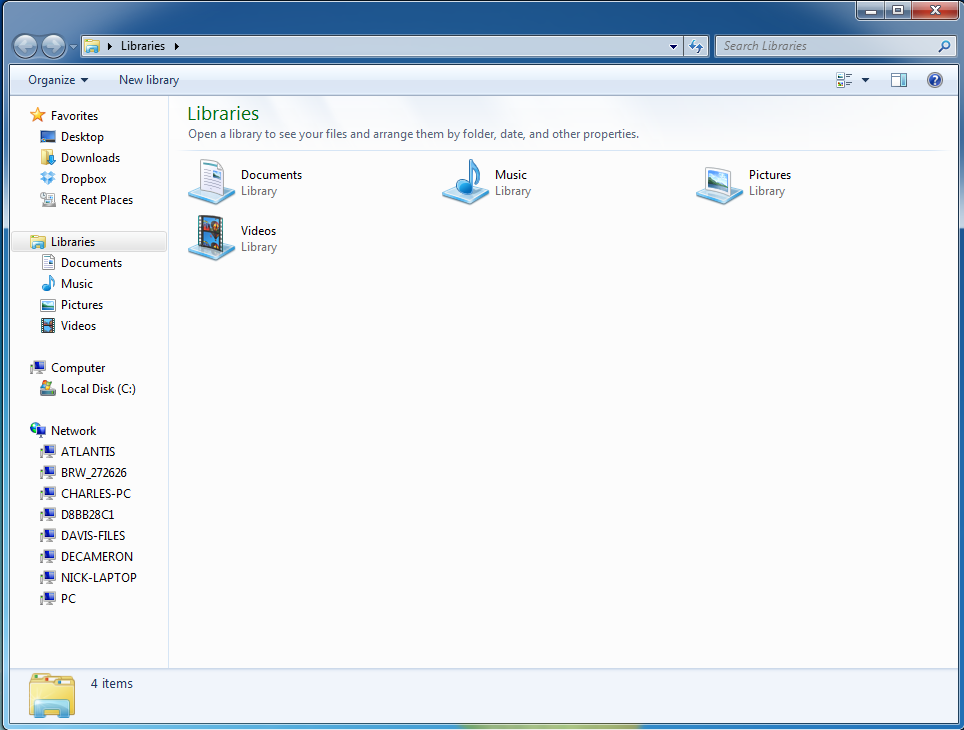 Libraries
Search Libraries
Organize
New library
Favorites
Desktop
Downloads
Dropbox
Recent Places
Libraries
Documents
Music
Pictures
Videos
Computer
Local Disk (C:)
Network
ATLANTIS
BRW_272626
CHARLES-PC
D8BB28C1
DAVIS-FILES
DECAMERON
NICK-LAPTOP
PC
Libraries
Open a library to see your files and arrange them by folder, date, and other properties.
Documents
Library
Music
Library
Pictures
Library
Videos
Library
4 items